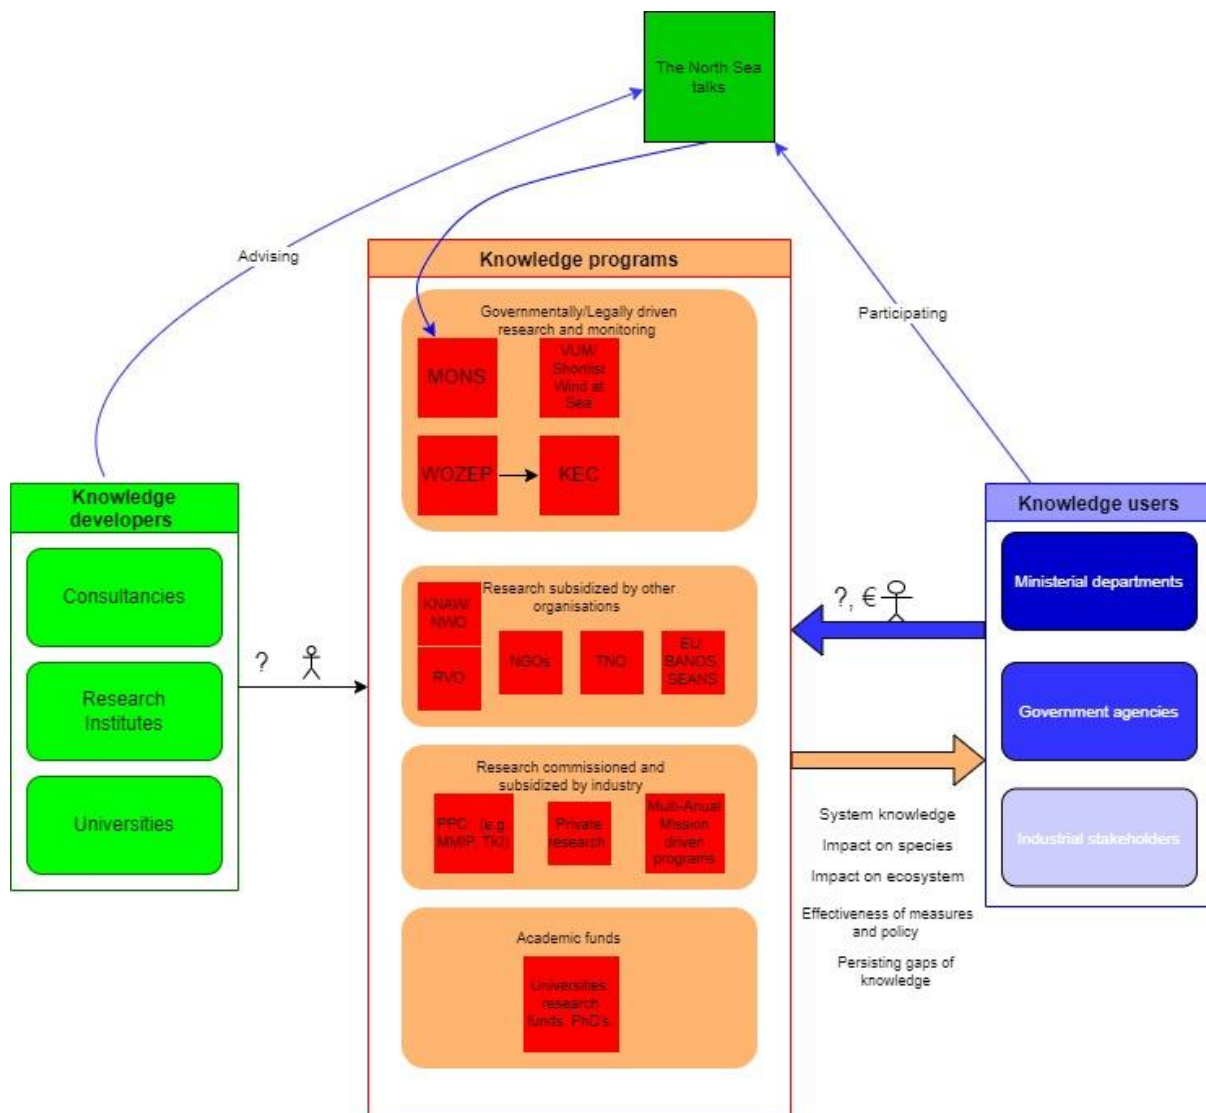 The North Sea
talks
Advising
Participating
Knowledge programs
Governmentally/Legally driven
research and monitoring
MONS
VUM/
Shortlist
Wind at
Sea
WOZEP
KEC
Knowledge
developers
Consultancies
Research
Institutes
Universities
?
Research subsidized by other
organisations
KNAW/
NWO
RVO
NGOs
TNO
EU:
BANOS,
SEANS
Research commissioned and
subsidized by industry
PPC: (e.g.
MMIP, TKI)
Private
research
Multi-Anual
Mission
driven
programs
Academic funds
Universities
research
funds, PhD's,
Knowledge users
Ministerial departments
Government agencies
Industrial stakeholders
?, €
System knowledge
Impact on species
Impact on ecosystem
Effectiveness of measures
and policy
Persisting gaps of
knowledge